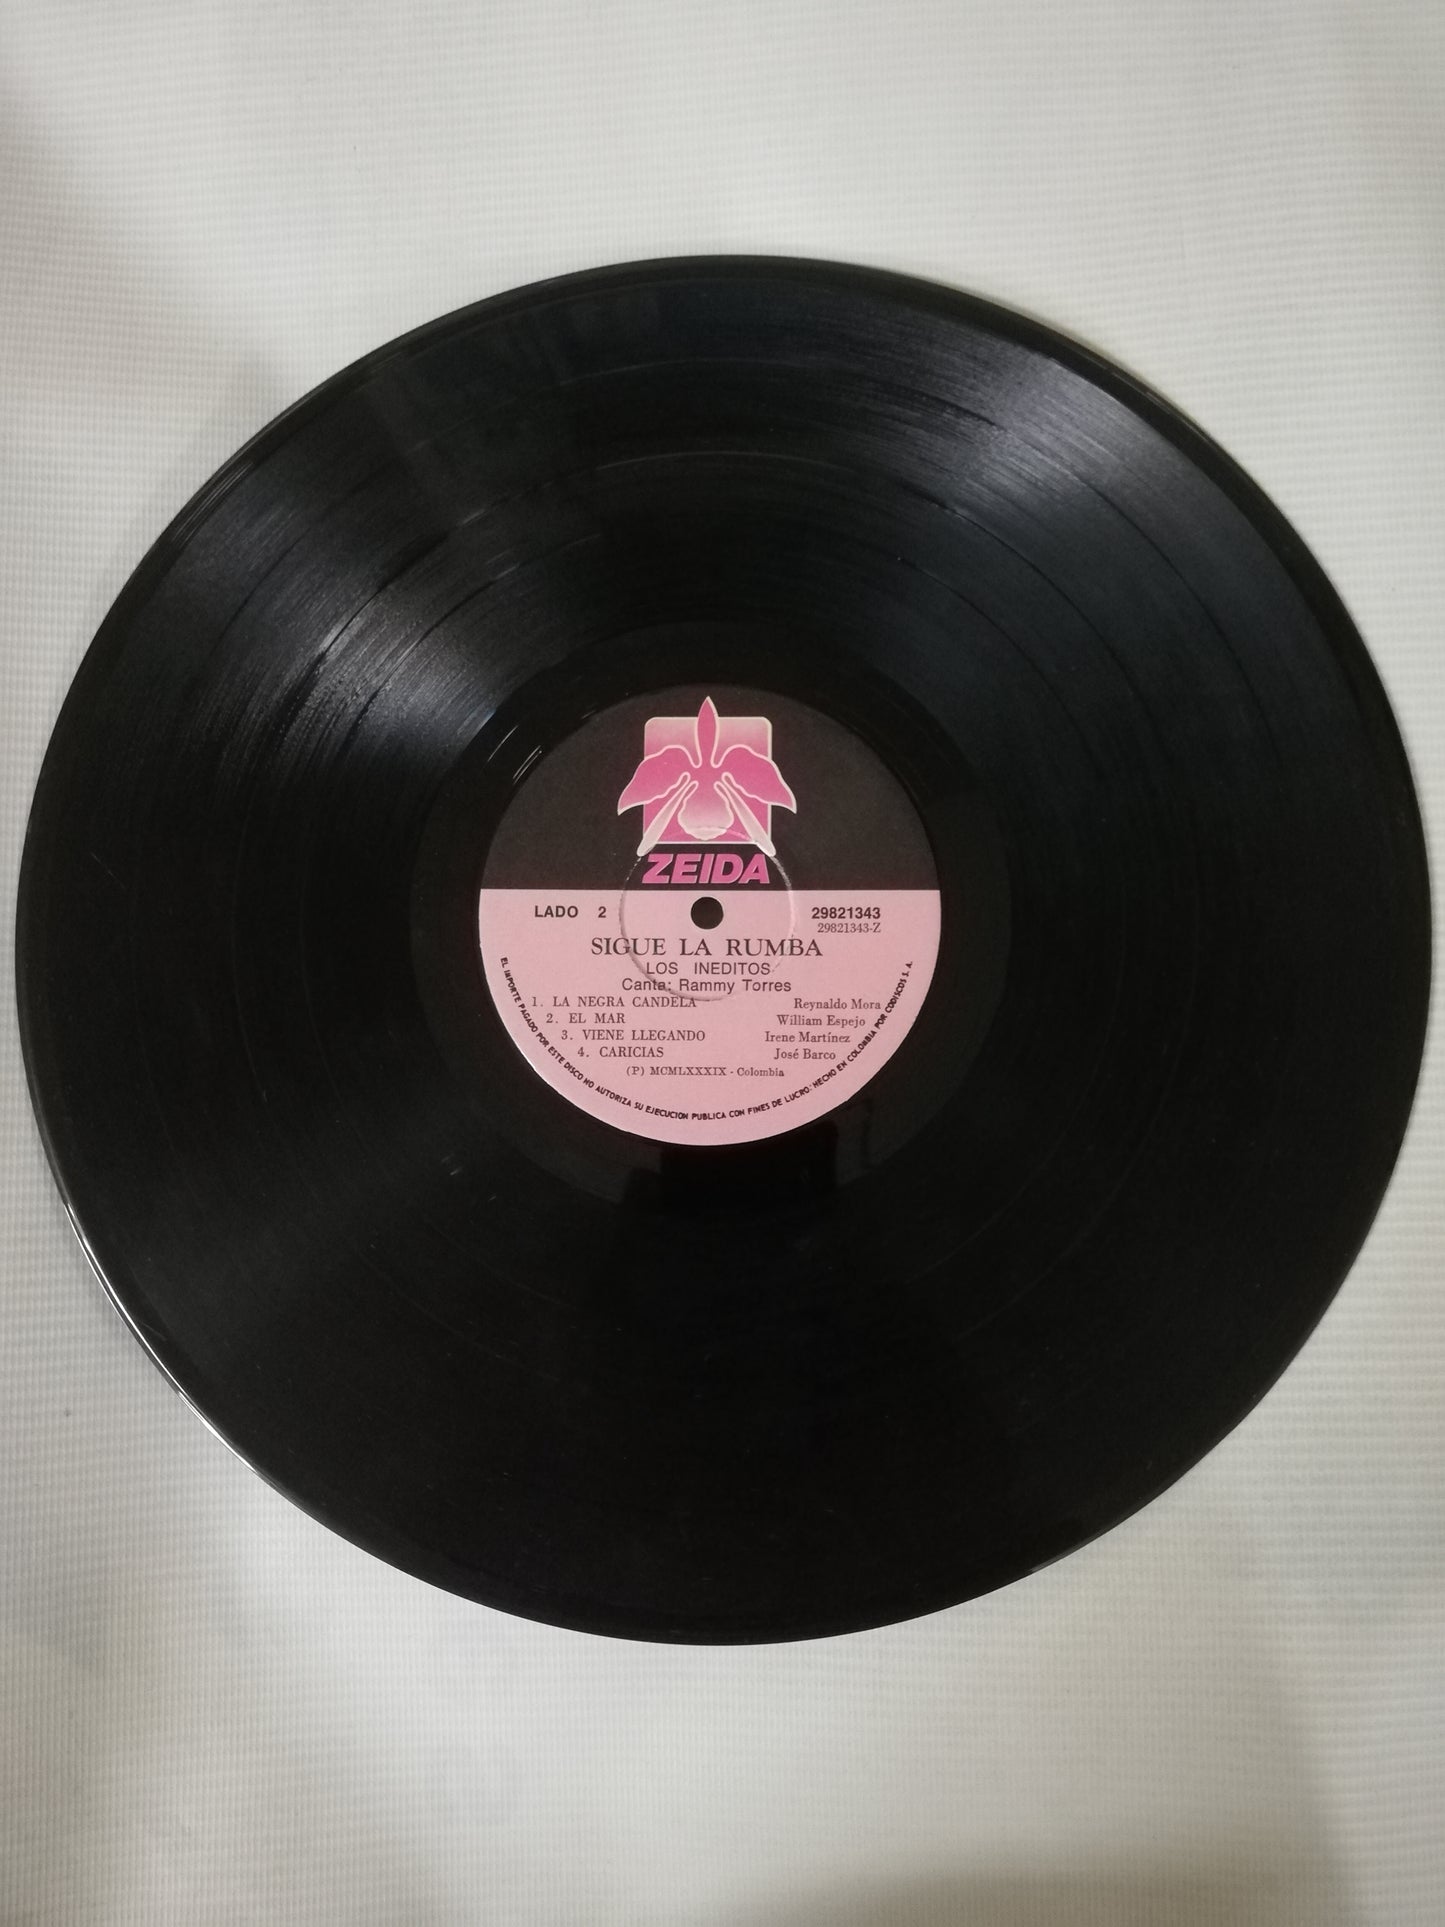 ZEIDA
LADO 2 29821343
29821343-Z
SIGUE LA RUMBA
LOS INEDITOS
Canta: Rammy Torres
1. LA NEGRA CANDELA Reynaldo Mora
2. EL MAR William Espejo
3. VIENE LLEGANDO Irene Martínez
4. CARICIAS José Barco
(P) MCMLXXXIX - Colombia
EL IMPORTE PAGADO POR ESTE DISCO NO AUTORIZA SU EJECUCION PUBLICA CON FINES DE LUCRO: HECHO EN COLOMBIA POR CODISCOS S. A.